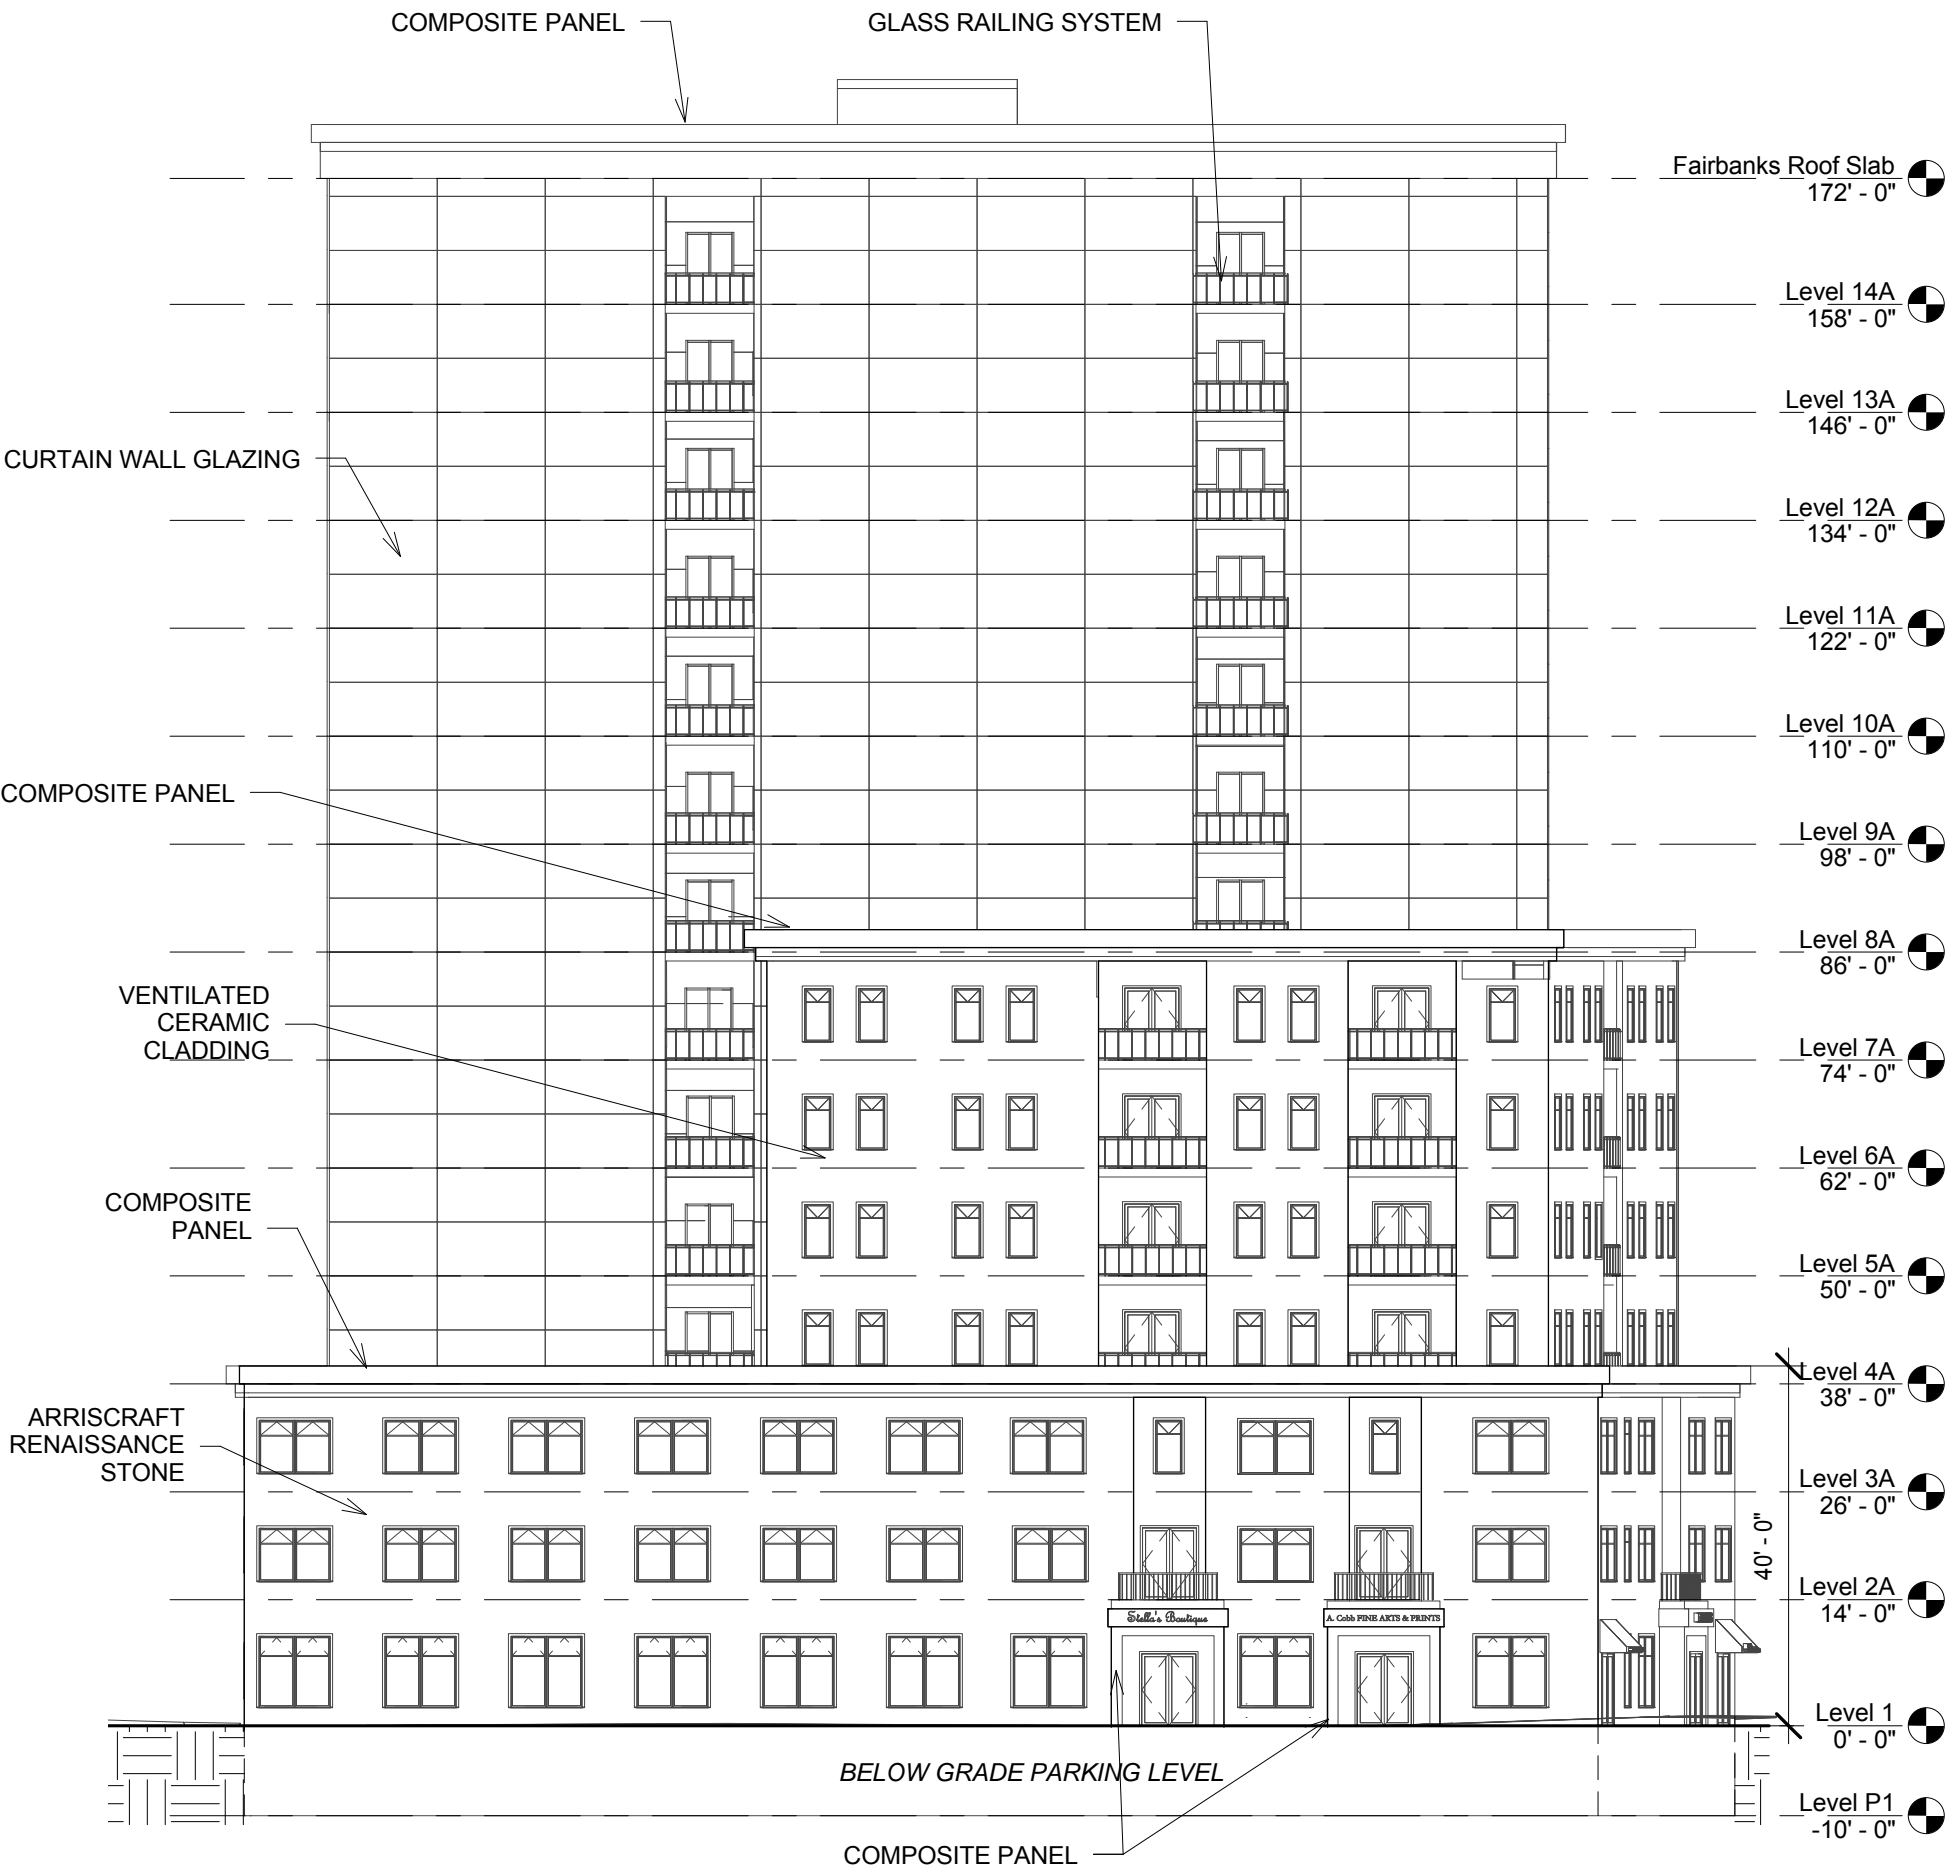 COMPOSITE PANEL
GLASS RAILING SYSTEM
Fairbanks Roof Slab
172' - 0"
Level 14A
158' - 0"
Level 13A
146' - 0"
CURTAIN WALL GLAZING
Level 12A
134' - 0"
Level 11A
122' - 0"
Level 10A
110' - 0"
COMPOSITE PANEL
Level 9A
98' - 0"
Level 8A
86' - 0"
VENTILATED
CERAMIC
CLADDING
Level 7A
74' - 0"
Level 6A
62' - 0"
COMPOSITE
PANEL
Level 5A
50' - 0"
Level 4A
38' - 0"
ARRISCRAFT
RENAISSANCE
STONE
Level 3A
26' - 0"
40' - 0"
Level 2A
14' - 0"
Stella's Boutique
A. Cobb FINE ARTS & PRINTS
Level 1
0' - 0"
BELOW GRADE PARKING LEVEL
Level P1
-10' - 0"
COMPOSITE PANEL